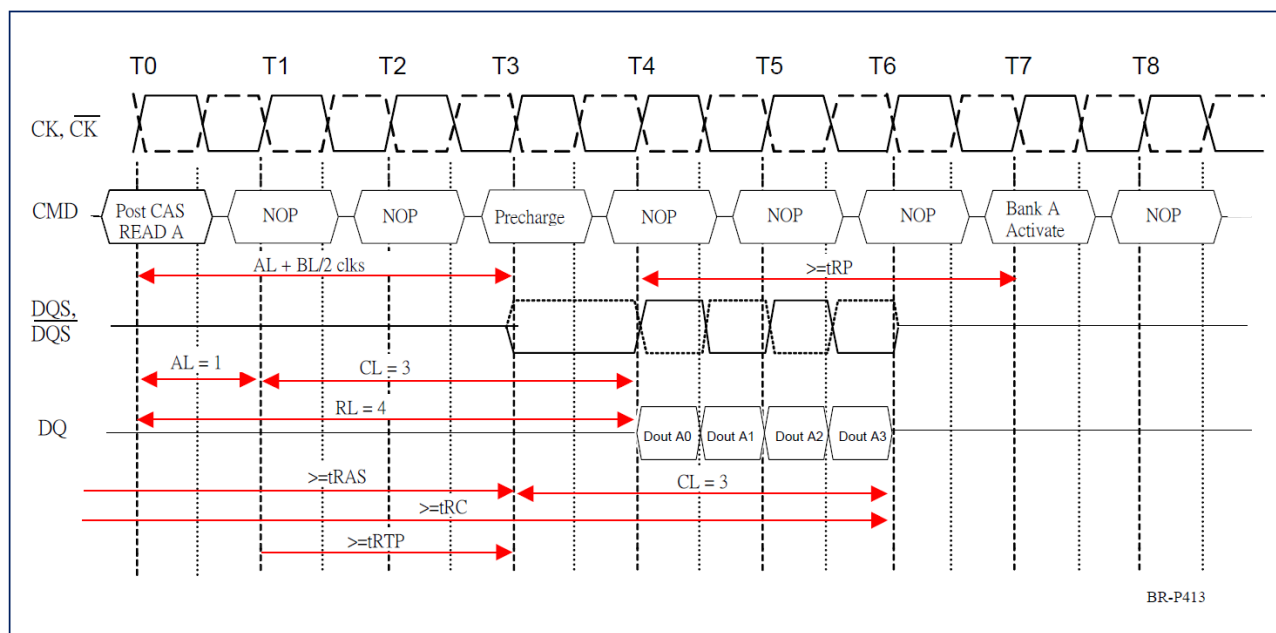 T0 T1 T2 T3 T4 T5 T6 T7 T8
CK, C̅K̅
CMD Post CAS READ A NOP NOP Precharge NOP NOP NOP Bank A Activate NOP
AL + BL/2 clks >=tRP
DQS,
D̅Q̅S̅
AL = 1 CL = 3
RL = 4
DQ Dout A0 Dout A1 Dout A2 Dout A3
>=tRAS CL = 3
>=tRC
>=tRTP
BR-P413